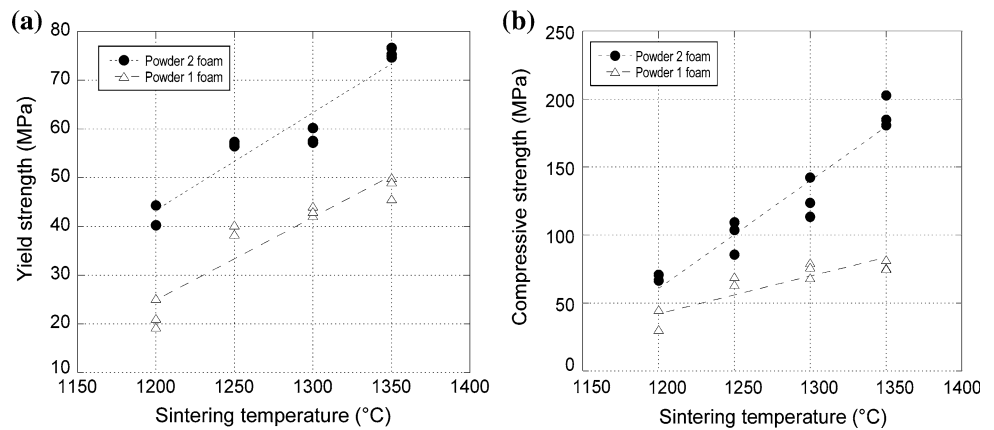 (a)
80
70
60
50
40
30
20
10
Yield strength (MPa)
Powder 2 foam
Powder 1 foam
1150 1200 1250 1300 1350 1400
Sintering temperature (°C)
(b)
250
200
150
100
50
0
Compressive strength (MPa)
Powder 2 foam
Powder 1 foam
1150 1200 1250 1300 1350 1400
Sintering temperature (°C)